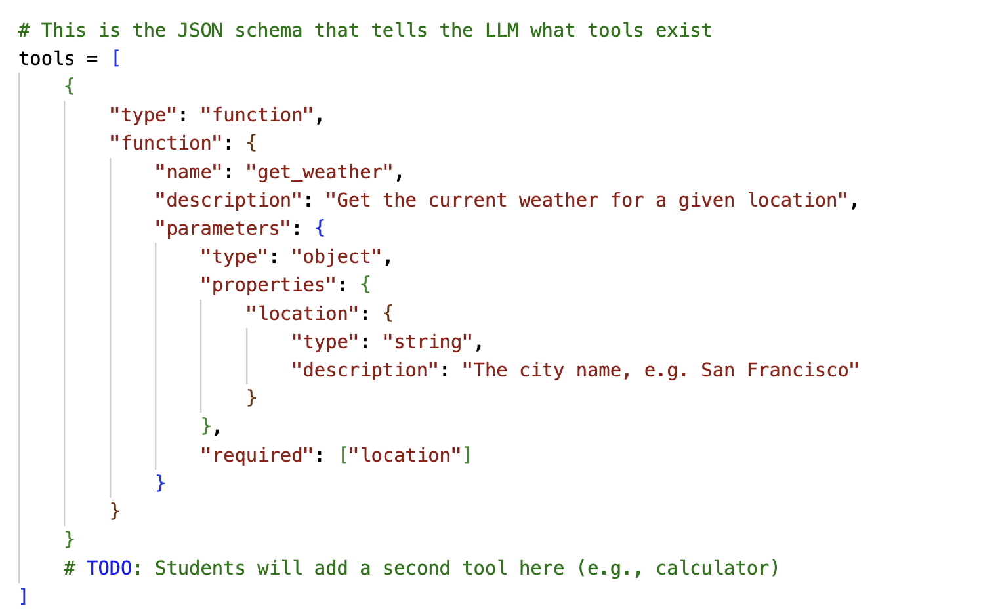 # This is the JSON schema that tells the LLM what tools exist
tools = [
    {
        "type": "function",
        "function": {
            "name": "get_weather",
            "description": "Get the current weather for a given location",
            "parameters": {
                "type": "object",
                "properties": {
                    "location": {
                        "type": "string",
                        "description": "The city name, e.g. San Francisco"
                    }
                },
                "required": ["location"]
            }
        }
    }
    # TODO: Students will add a second tool here (e.g., calculator)
]